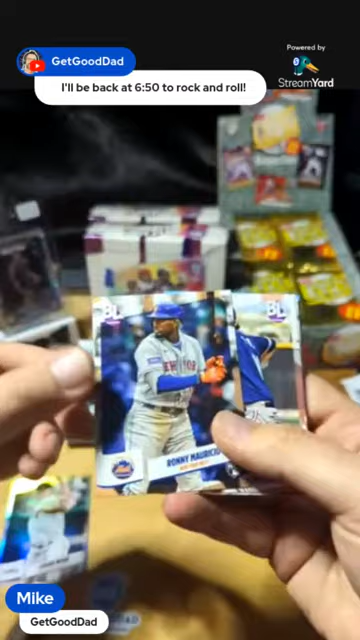 Powered by
StreamYard
GetGoodDad
I'll be back at 6:50 to rock and roll!
BL
BL
RONNY MAURICIO
Mike
GetGoodDad